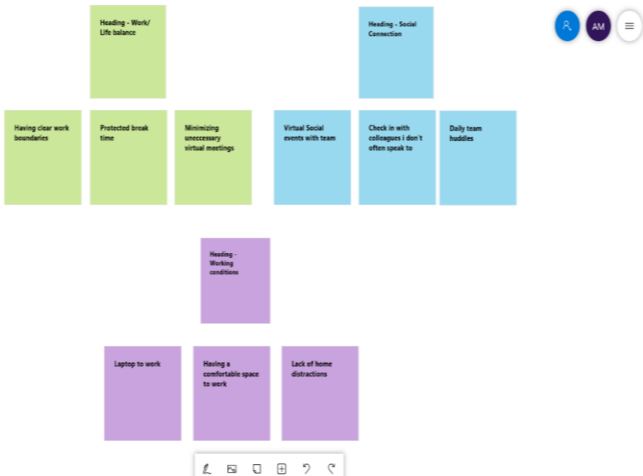 Heading - Work/
Life balance
Heading - Social
Connection
AM
Having clear work
boundaries
Protected break
time
Minimizing
uneccessary
virtual meetings
Virtual Social
events with team
Check in with
colleagues i don't
often speak to
Daily team
huddles
Heading -
Working
conditions
Laptop to work
Having a
comfortable space
to work
Lack of home
distractions